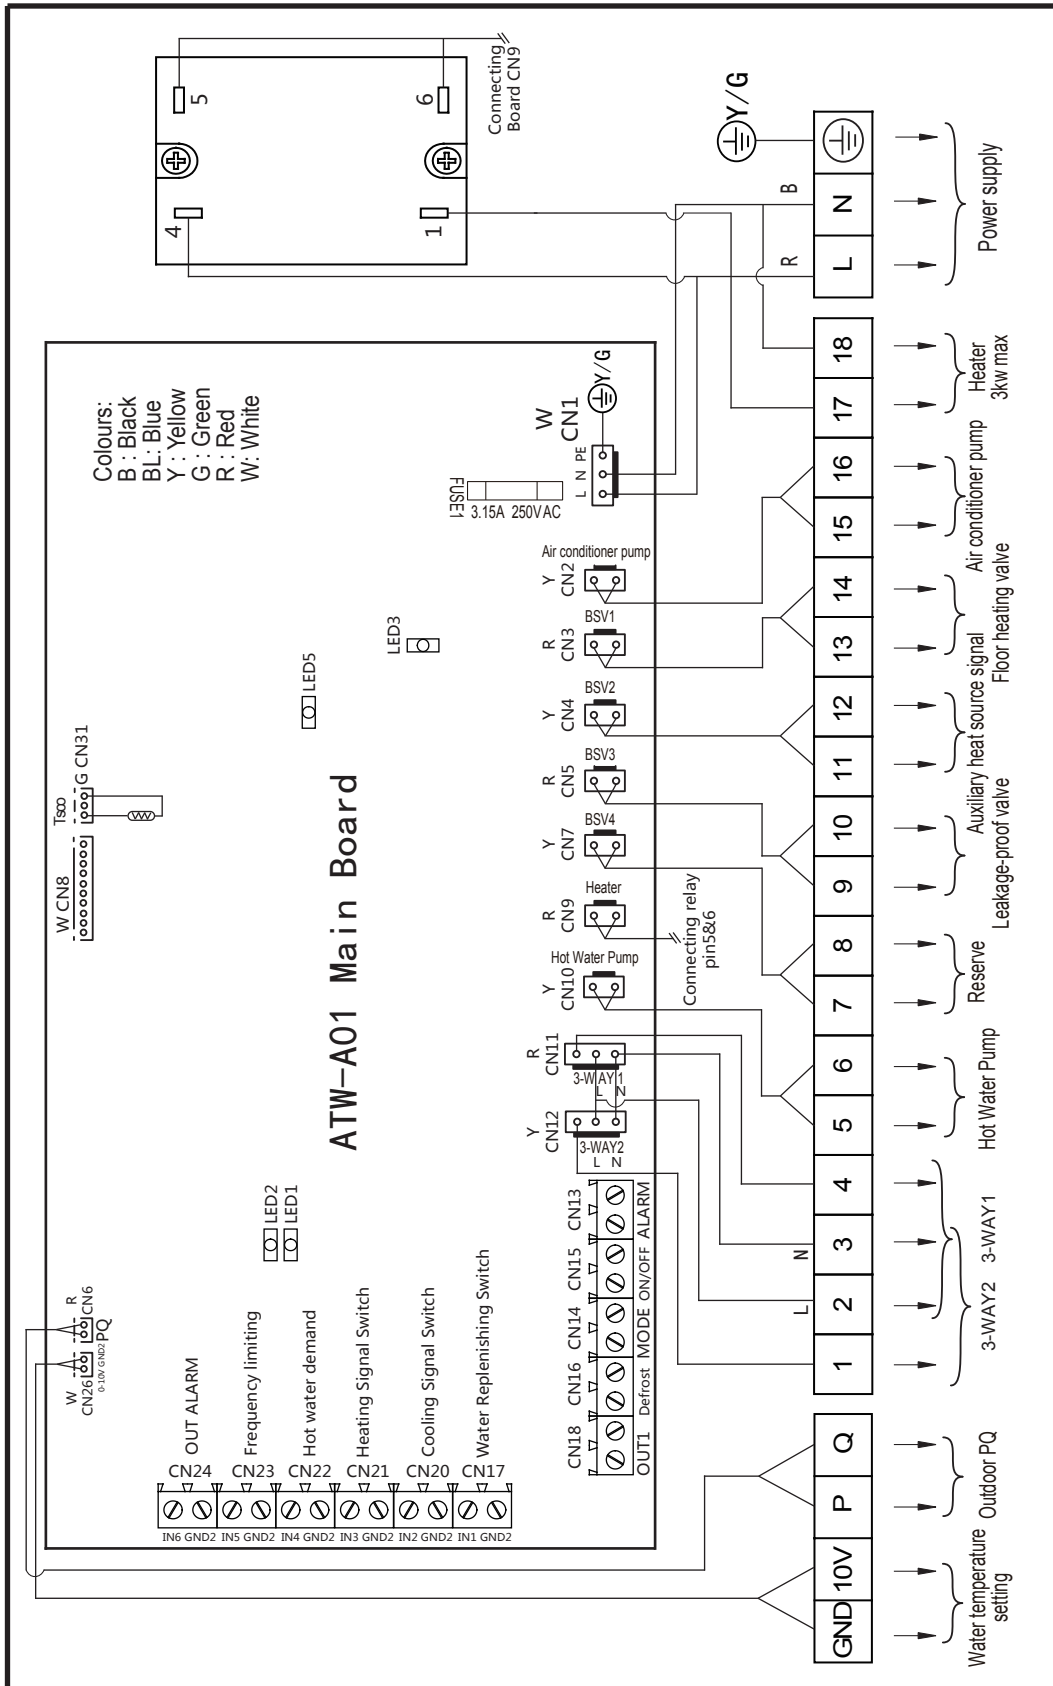 Connecting
Board CN9
5
6
4
1
Y/G
B
R
L
N
Power supply
Colours:
B : Black
BL: Blue
Y : Yellow
G : Green
R : Red
W: White
FUSE1
3.15A 250VAC
W
CN1
L N PE
Y/G
Air conditioner pump
Y
CN2
BSV1
R
CN3
BSV2
Y
CN4
BSV3
R
CN5
BSV4
Y
CN7
Heater
R
CN9
Connecting relay
pin5&6
Hot Water Pump
Y
CN10
R
CN11
3-WAY 1
L N
Y
CN12
3-WAY2
L N
LED3
LED5
Tsco
G CN31
W CN8
ATW-A01 Main Board
LED2
LED1
R
CN6
PQ
W
CN26
0-10V GND2
OUT ALARM
Frequency limiting
Hot water demand
Heating Signal Switch
Cooling Signal Switch
Water Replenishing Switch
CN24
CN23
CN22
CN21
CN20
CN17
IN6 GND2
IN5 GND2
IN4 GND2
IN3 GND2
IN2 GND2
IN1 GND2
CN18
CN16
CN14
CN15
CN13
OUT1
Defrost
MODE
ON/OFF
ALARM
18
17
16
15
14
13
12
11
10
9
8
7
6
5
4
3
2
1
N
L
Q
P
10V
GND
Heater
3kw max
Air conditioner pump
Floor heating valve
Auxiliary heat source signal
Leakage-proof valve
Reserve
Hot Water Pump
3-WAY1
3-WAY2
Outdoor PQ
Water temperature
setting